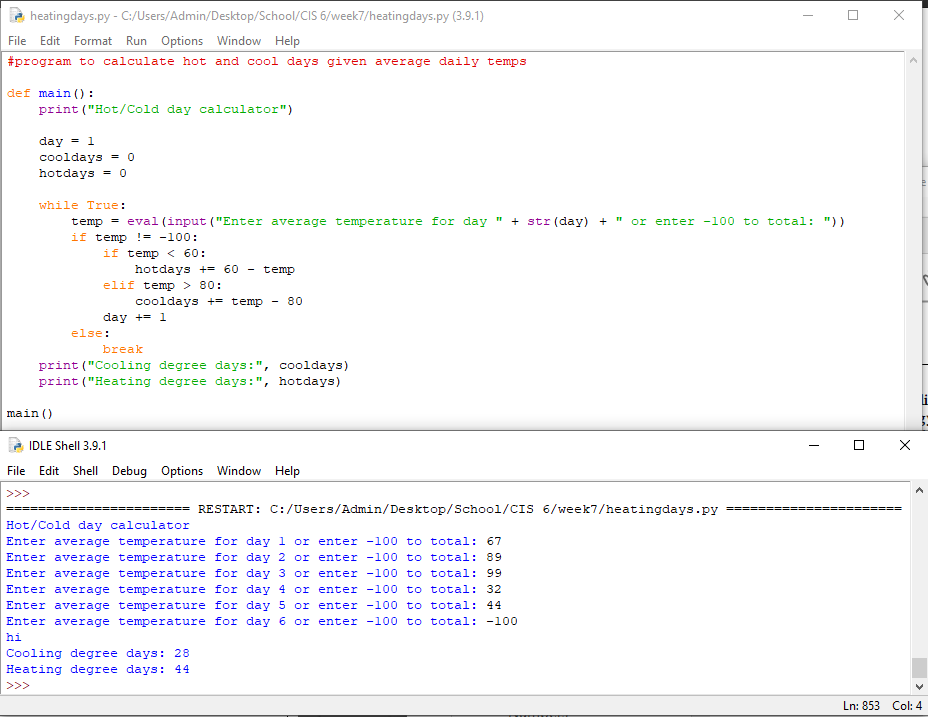 heatingdays.py - C:/Users/Admin/Desktop/School/CIS 6/week7/heatingdays.py (3.9.1)
File Edit Format Run Options Window Help
#program to calculate hot and cool days given average daily temps
def main():
    print("Hot/Cold day calculator")
    day = 1
    cooldays = 0
    hotdays = 0
    while True:
        temp = eval(input("Enter average temperature for day " + str(day) + " or enter -100 to total: "))
        if temp != -100:
            if temp < 60:
                hotdays += 60 - temp
            elif temp > 80:
                cooldays += temp - 80
            day += 1
        else:
            break
    print("Cooling degree days:", cooldays)
    print("Heating degree days:", hotdays)
main()
IDLE Shell 3.9.1
File Edit Shell Debug Options Window Help
>>>
======================= RESTART: C:/Users/Admin/Desktop/School/CIS 6/week7/heatingdays.py ======================
Hot/Cold day calculator
Enter average temperature for day 1 or enter -100 to total: 67
Enter average temperature for day 2 or enter -100 to total: 89
Enter average temperature for day 3 or enter -100 to total: 99
Enter average temperature for day 4 or enter -100 to total: 32
Enter average temperature for day 5 or enter -100 to total: 44
Enter average temperature for day 6 or enter -100 to total: -100
hi
Cooling degree days: 28
Heating degree days: 44
>>>
Ln: 853 Col: 4